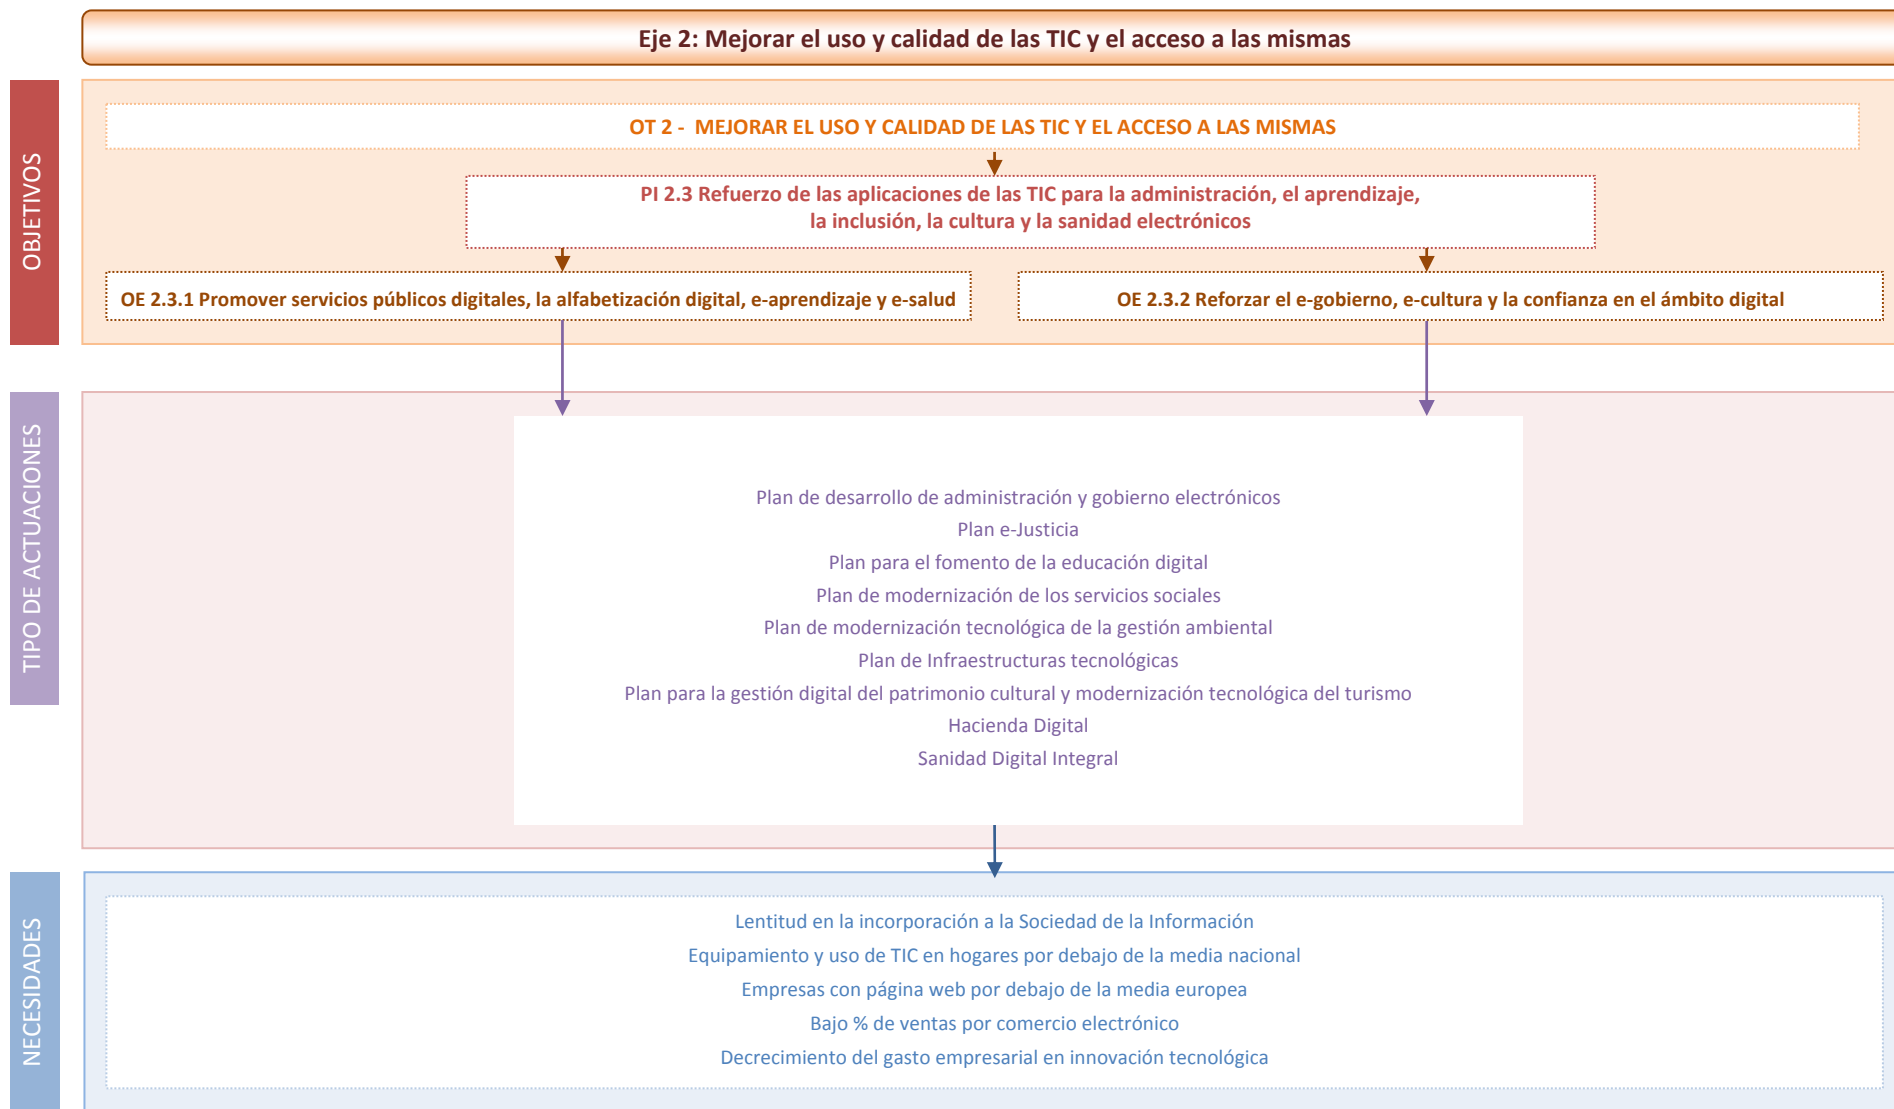 Eje 2: Mejorar el uso y calidad de las TIC y el acceso a las mismas
OBJETIVOS
OT 2 - MEJORAR EL USO Y CALIDAD DE LAS TIC Y EL ACCESO A LAS MISMAS
PI 2.3 Refuerzo de las aplicaciones de las TIC para la administración, el aprendizaje,
la inclusión, la cultura y la sanidad electrónicos
OE 2.3.1 Promover servicios públicos digitales, la alfabetización digital, e-aprendizaje y e-salud
OE 2.3.2 Reforzar el e-gobierno, e-cultura y la confianza en el ámbito digital
TIPO DE ACTUACIONES
Plan de desarrollo de administración y gobierno electrónicos
Plan e-Justicia
Plan para el fomento de la educación digital
Plan de modernización de los servicios sociales
Plan de modernización tecnológica de la gestión ambiental
Plan de Infraestructuras tecnológicas
Plan para la gestión digital del patrimonio cultural y modernización tecnológica del turismo
Hacienda Digital
Sanidad Digital Integral
NECESIDADES
Lentitud en la incorporación a la Sociedad de la Información
Equipamiento y uso de TIC en hogares por debajo de la media nacional
Empresas con página web por debajo de la media europea
Bajo % de ventas por comercio electrónico
Decrecimiento del gasto empresarial en innovación tecnológica